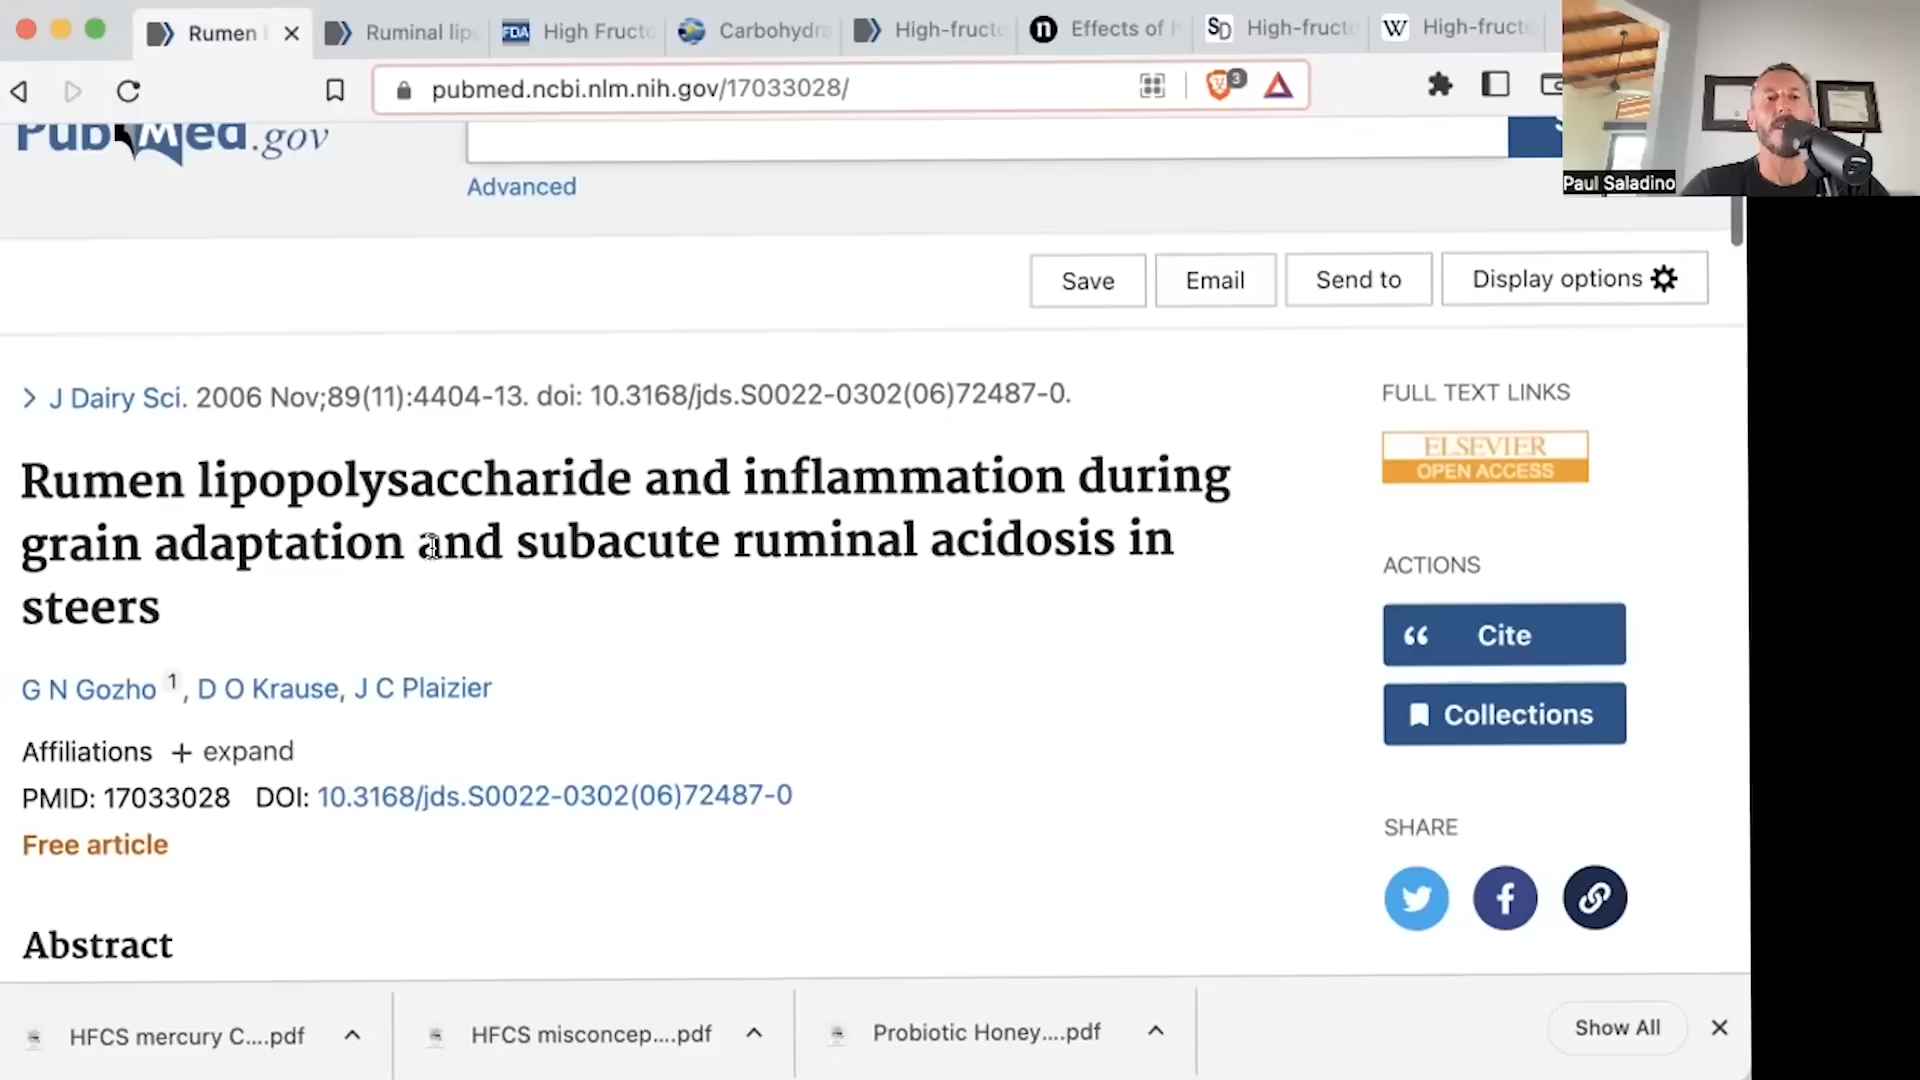 Rumen
Ruminal lip
FDA High Fructo
Carbohydra
High-fructo
n Effects of h
SD High-fructo
W High-fructo
pubmed.ncbi.nlm.nih.gov/17033028/
3
PubMed.gov
Advanced
Paul Saladino
Save
Email
Send to
Display options
J Dairy Sci. 2006 Nov;89(11):4404-13. doi: 10.3168/jds.S0022-0302(06)72487-0.
Rumen lipopolysaccharide and inflammation during
grain adaptation and subacute ruminal acidosis in
steers
G N Gozho 1, D O Krause, J C Plaizier
Affiliations + expand
PMID: 17033028 DOI: 10.3168/jds.S0022-0302(06)72487-0
Free article
Abstract
FULL TEXT LINKS
ELSEVIER
OPEN ACCESS
ACTIONS
Cite
Collections
SHARE
HFCS mercury C....pdf
HFCS misconcep....pdf
Probiotic Honey....pdf
Show All